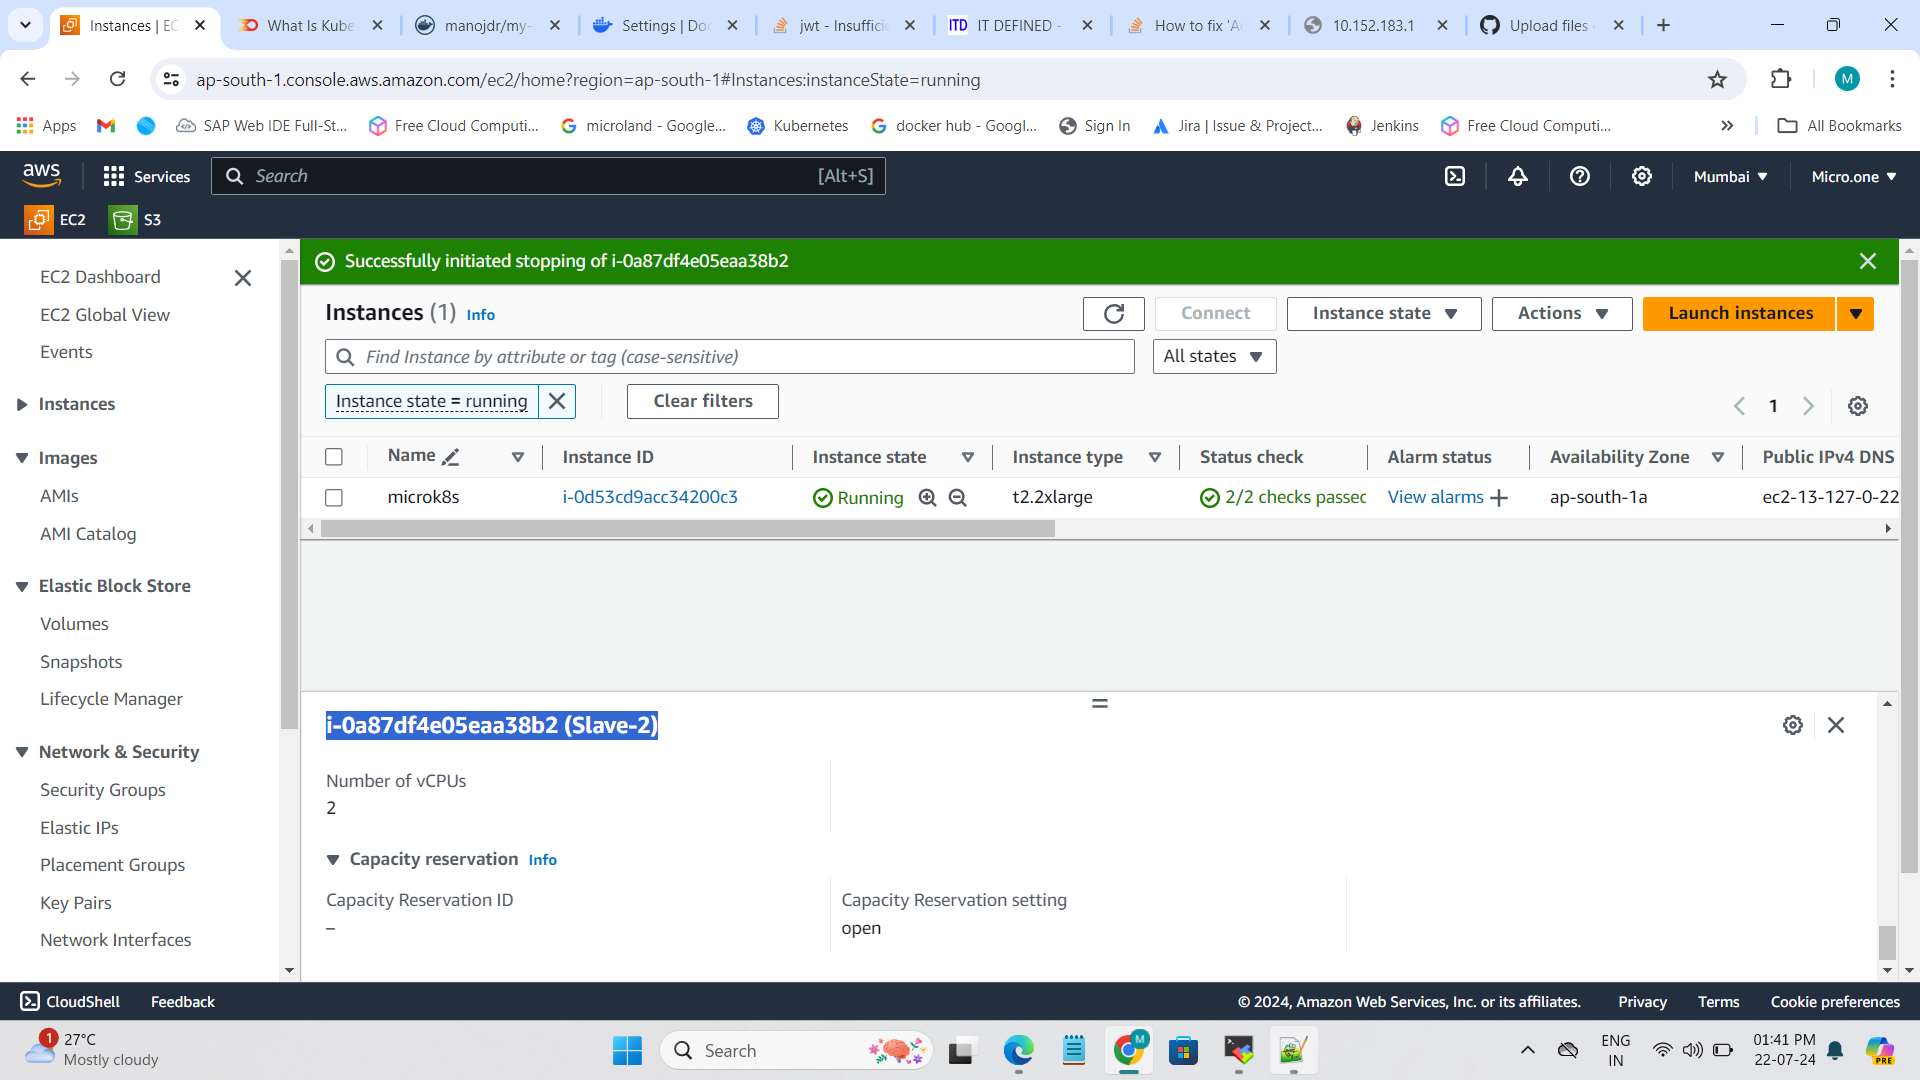 Instances | EC
What Is Kube
manojdr/my-
Settings | Doc
jwt - Insufficie
ITD
IT DEFINED -
How to fix 'Ac
10.152.183.1
Upload files ·
ap-south-1.console.aws.amazon.com/ec2/home?region=ap-south-1#Instances:instanceState=running
M
Apps
SAP Web IDE Full-St...
Free Cloud Computi...
microland - Google...
Kubernetes
docker hub - Googl...
Sign In
Jira | Issue & Project...
Jenkins
Free Cloud Computi...
All Bookmarks
aws
Services
Search
[Alt+S]
Mumbai
Micro.one
EC2
S3
EC2 Dashboard
EC2 Global View
Events
Instances
Images
AMIs
AMI Catalog
Elastic Block Store
Volumes
Snapshots
Lifecycle Manager
Network & Security
Security Groups
Elastic IPs
Placement Groups
Key Pairs
Network Interfaces
Successfully initiated stopping of i-0a87df4e05eaa38b2
Instances (1) Info
Connect
Instance state
Actions
Launch instances
Find Instance by attribute or tag (case-sensitive)
All states
Instance state = running
Clear filters
1
Name
Instance ID
Instance state
Instance type
Status check
Alarm status
Availability Zone
Public IPv4 DNS
microk8s
i-0d53cd9acc34200c3
Running
t2.2xlarge
2/2 checks passed
View alarms +
ap-south-1a
ec2-13-127-0-22
i-0a87df4e05eaa38b2 (Slave-2)
Number of vCPUs
2
Capacity reservation Info
Capacity Reservation ID
–
Capacity Reservation setting
open
CloudShell
Feedback
© 2024, Amazon Web Services, Inc. or its affiliates.
Privacy
Terms
Cookie preferences
1
27°C
Mostly cloudy
Search
M
ENG
IN
01:41 PM
22-07-24
PRE